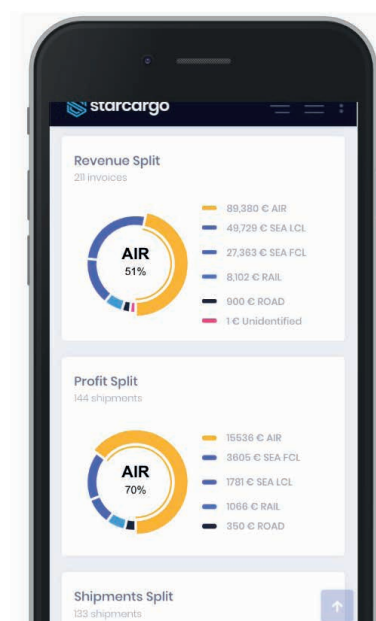 starcargo
Revenue Split
211 invoices
AIR
51%
89,380 € AIR
49,729 € SEA LCL
27,363 € SEA FCL
8,102 € RAIL
900 € ROAD
1 € Unidentified
Profit Split
144 shipments
AIR
70%
15536 € AIR
3605 € SEA FCL
1781 € SEA LCL
1066 € RAIL
350 € ROAD
Shipments Split
133 shipments